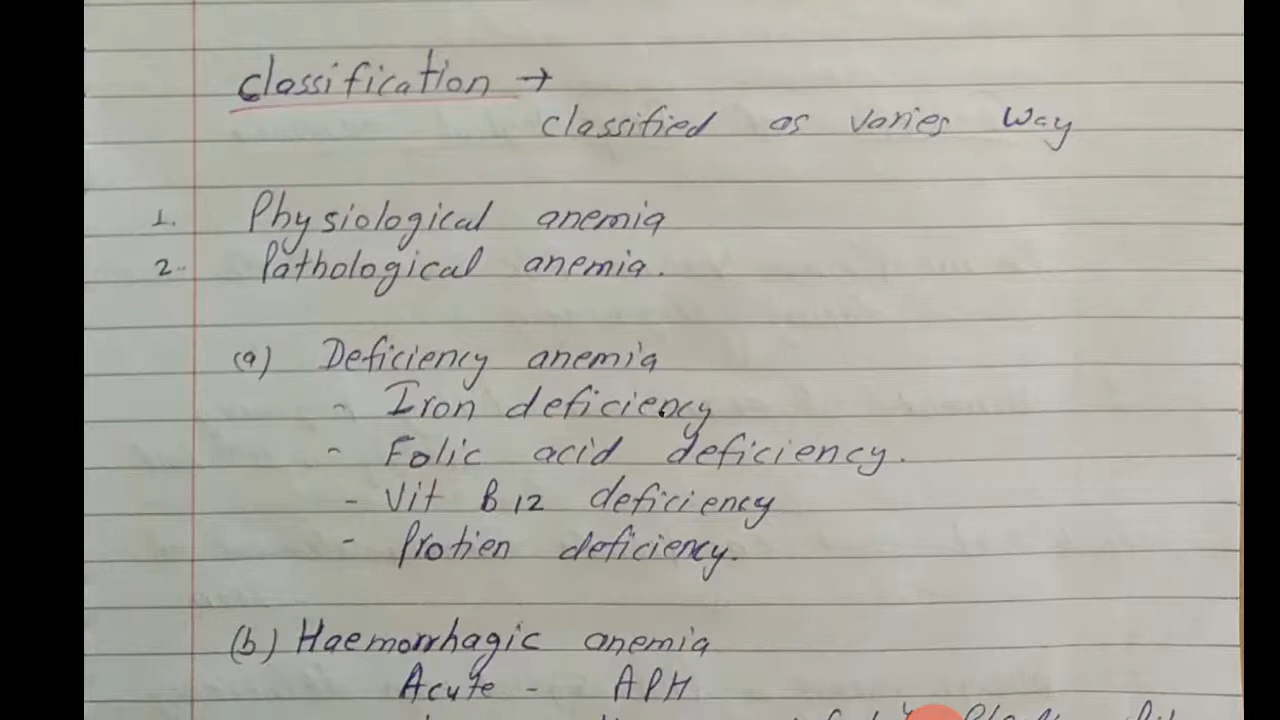 Classification →
classified as varies way
1. Physiological anemia
2. Pathological anemia.
(a) Deficiency anemia
- Iron deficiency
- Folic acid deficiency.
- Vit B12 deficiency
- Protien deficiency.
(b) Haemorrhagic anemia
Acute - APH